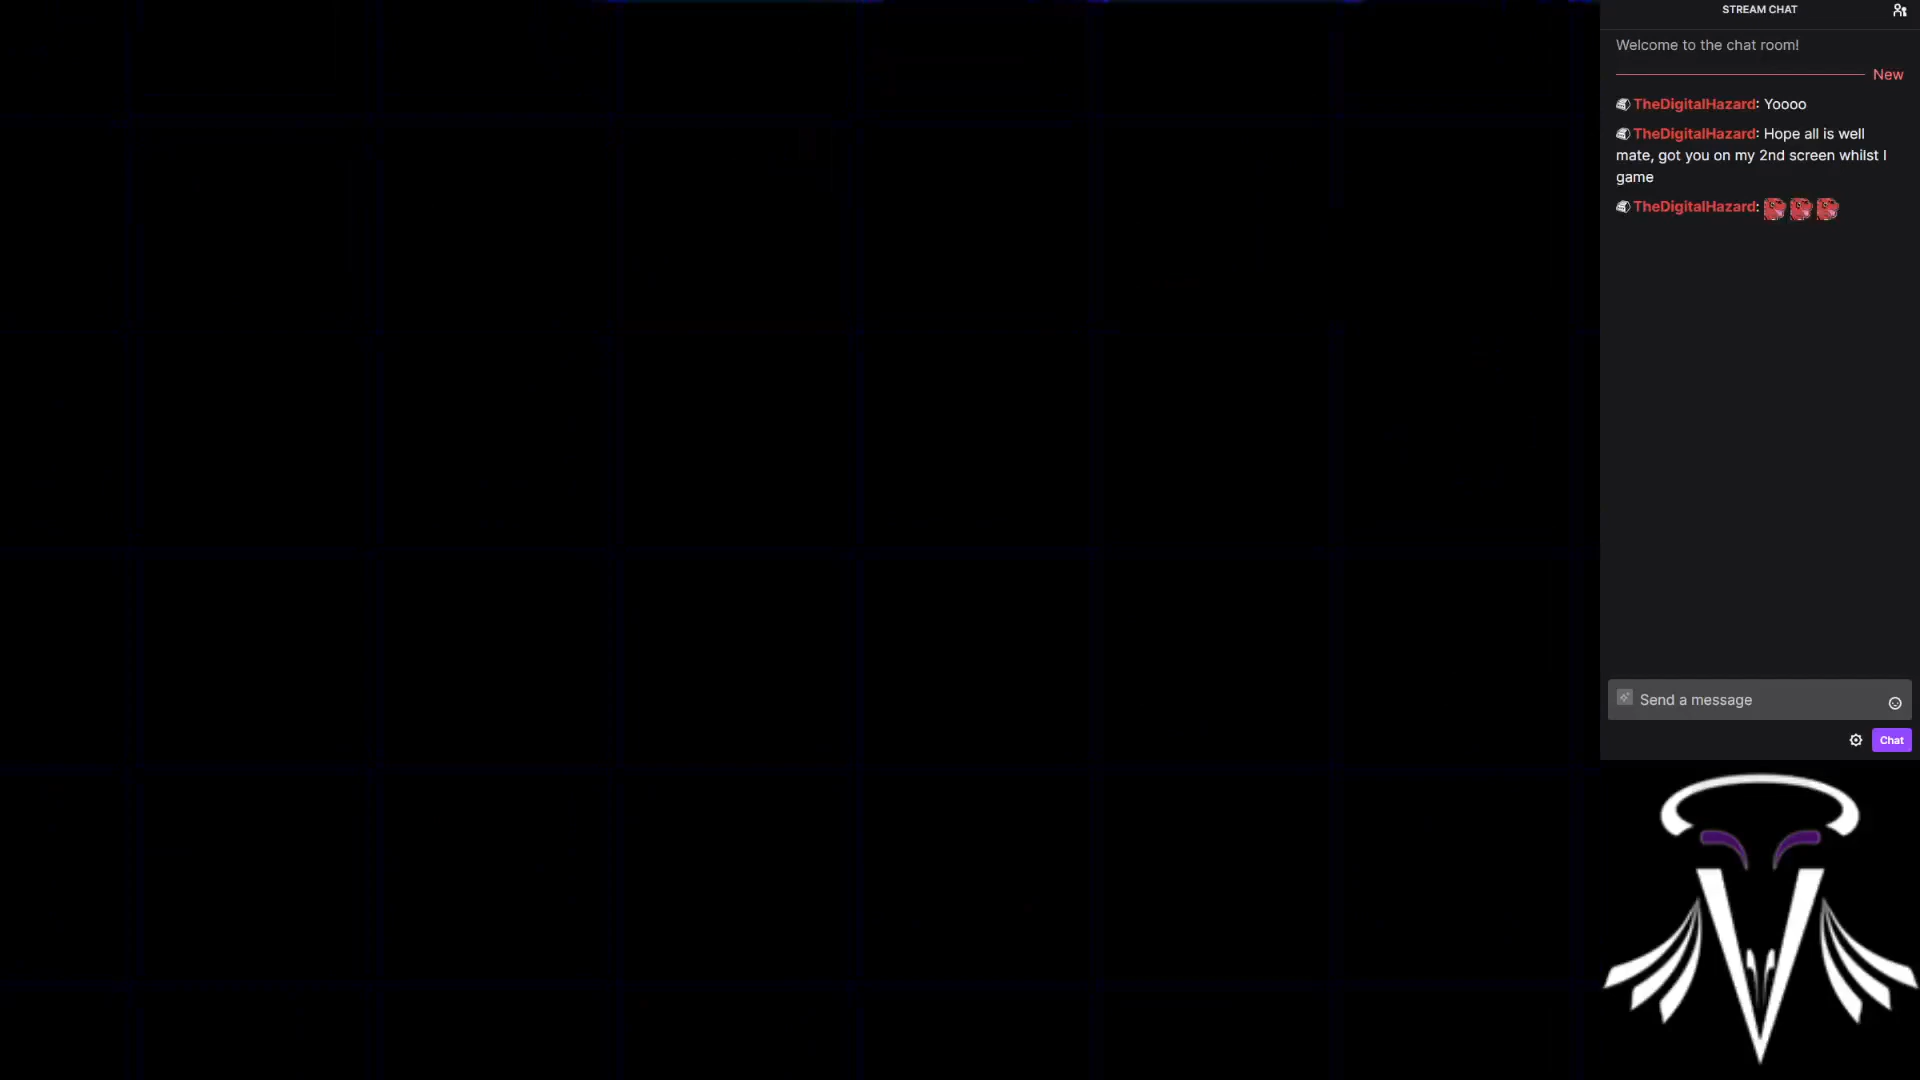 STREAM CHAT
Welcome to the chat room!
New
TheDigitalHazard: Yoooo
TheDigitalHazard: Hope all is well
mate, got you on my 2nd screen whilst I
game
TheDigitalHazard:
Send a message
Chat